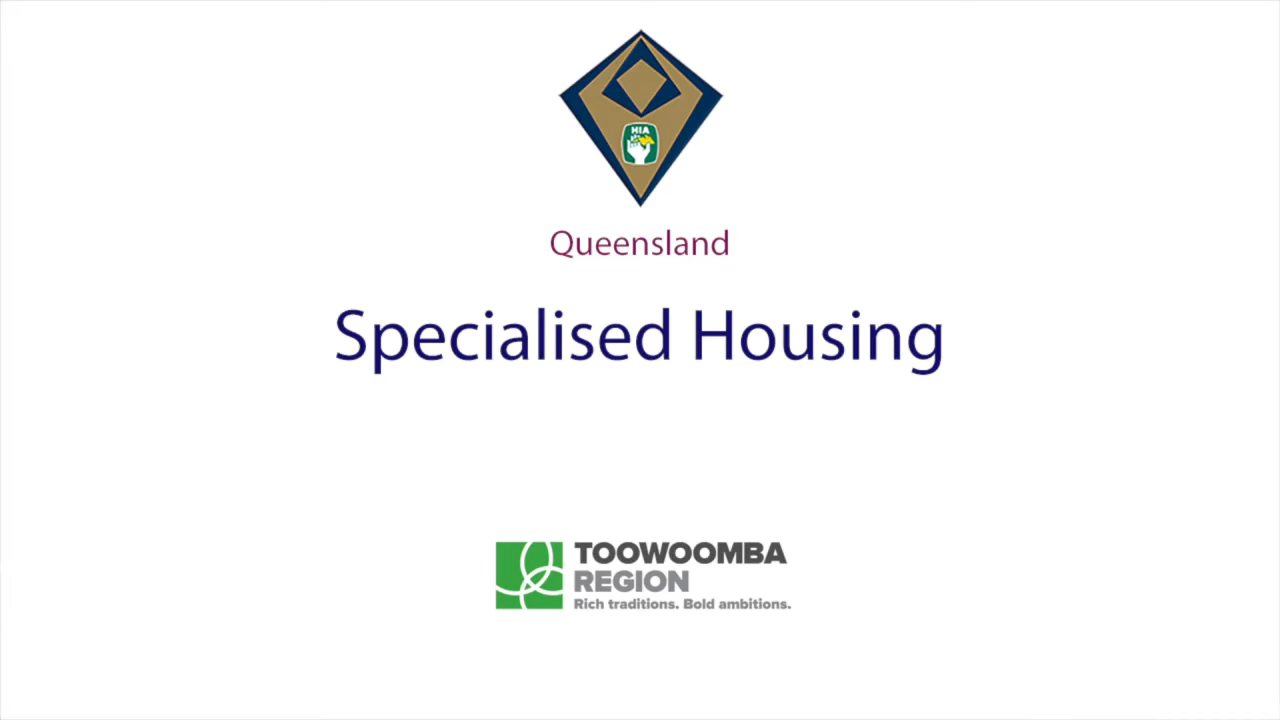 HIA
Queensland
Specialised Housing
TOOWOOMBA
REGION
Rich traditions. Bold ambitions.